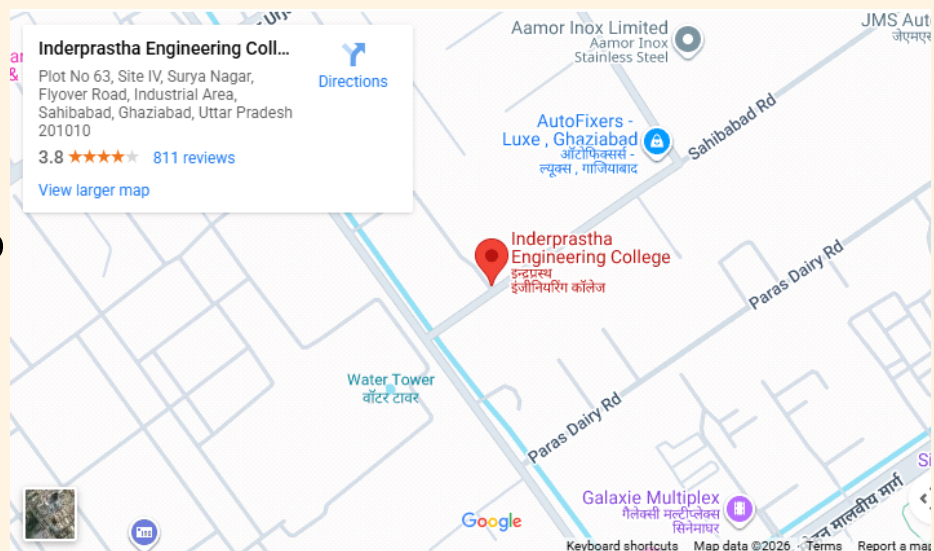 Inderprastha Engineering Coll...
Plot No 63, Site IV, Surya Nagar,
Flyover Road, Industrial Area,
Sahibabad, Ghaziabad, Uttar Pradesh
201010
3.8
811 reviews
View larger map
Directions
Aamor Inox Limited
Aamor Inox
Stainless Steel
AutoFixers -
Luxe , Ghaziabad
ऑटोफिक्सर्स -
ल्यूक्स , गाजियाबाद
Sahibabad Rd
Inderprastha
Engineering College
इन्द्रप्रस्थ
इंजीनियरिंग कॉलेज
Paras Dairy Rd
Water Tower
वॉटर टावर
Paras Dairy Rd
Galaxie Multiplex
गैलेक्सी मल्टीप्लेक्स
सिनेमाघर
मालवीय मार्ग
Google
Keyboard shortcuts
Map data ©2026
Terms
Report a map